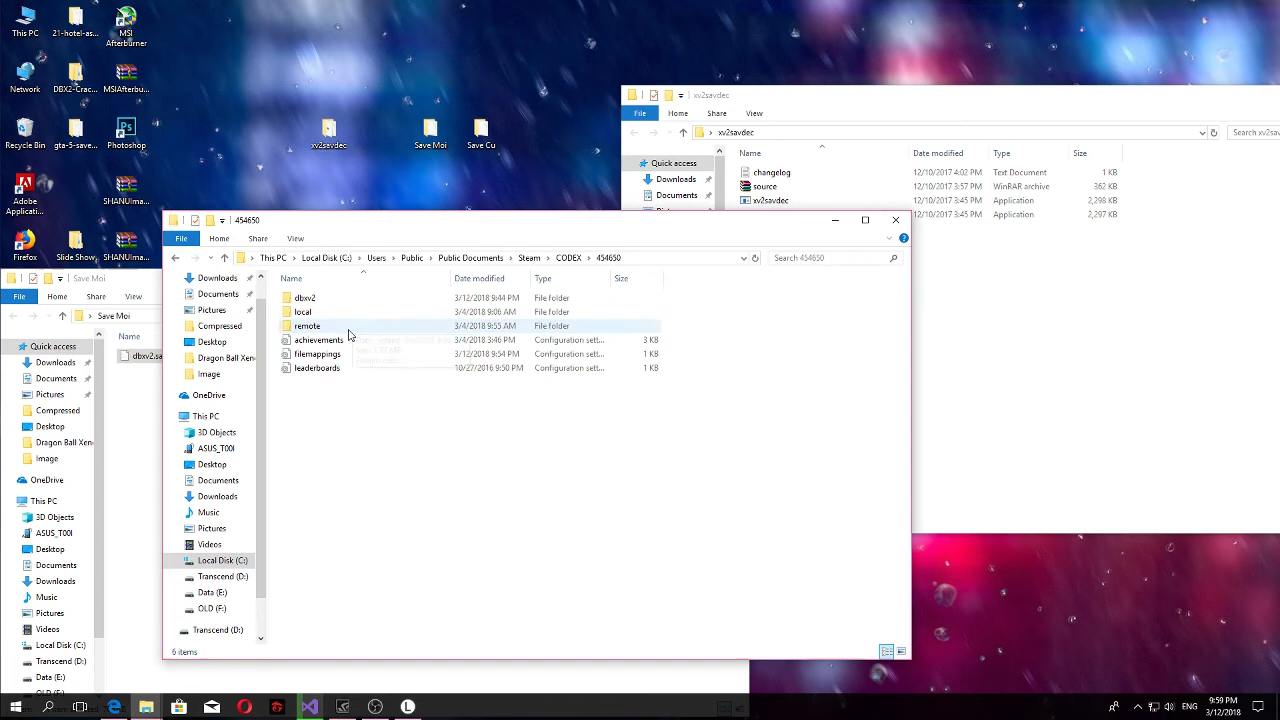 This PC
21-hotel-as...
MSI
Afterburner
Network
DBX2-Crac...
MSIAfterbu...
Recycle Bin
gta-5-save...
Photoshop
xv2savdec
Save Moi
Save Cu
Adobe
Applicatio...
SHANUIma...
Firefox
Slide Show...
SHANUIma...
xv2savdec
File
Home
Share
View
xv2savdec
Search xv2sav
Quick access
Downloads
Documents
Name
Date modified
Type
Size
changelog
12/10/2017 4:02 PM
Text Document
1 KB
source
12/10/2017 3:57 PM
WinRAR archive
362 KB
xv2savdec
12/10/2017 3:45 PM
Application
2,298 KB
12/10/2017 3:45 PM
Application
2,297 KB
454650
File
Home
Share
View
This PC
Local Disk (C:)
Users
Public
Public Documents
Steam
CODEX
454650
Search 454650
Downloads
Documents
Pictures
Compressed
Desktop
Dragon Ball Xen
Image
OneDrive
This PC
3D Objects
ASUS_T00I
Desktop
Documents
Downloads
Music
Pictures
Videos
Local Disk (C:)
Transcend (D:)
Data (E:)
OLD (F:)
Transcend (D:)
Name
Date modified
Type
Size
dbxv2
3/12/2018 9:44 PM
File folder
local
3/4/2018 9:06 AM
File folder
remote
3/4/2018 9:55 AM
File folder
achievements
3/4/2018 3:46 PM
Configuration sett...
3 KB
filemappings
3/12/2018 9:54 PM
Configuration sett...
1 KB
leaderboards
10/27/2016 9:50 PM
Configuration sett...
1 KB
6 items
Save Moi
File
Home
Share
View
Save Moi
Name
dbxv2.sa
Quick access
Downloads
Documents
Pictures
Compressed
Desktop
Dragon Ball Xen
Image
OneDrive
This PC
3D Objects
ASUS_T00I
Desktop
Documents
Downloads
Music
Pictures
Videos
Local Disk (C:)
Transcend (D:)
Data (E:)
OLD (F:)
ENG
9:59 PM
3/12/2018